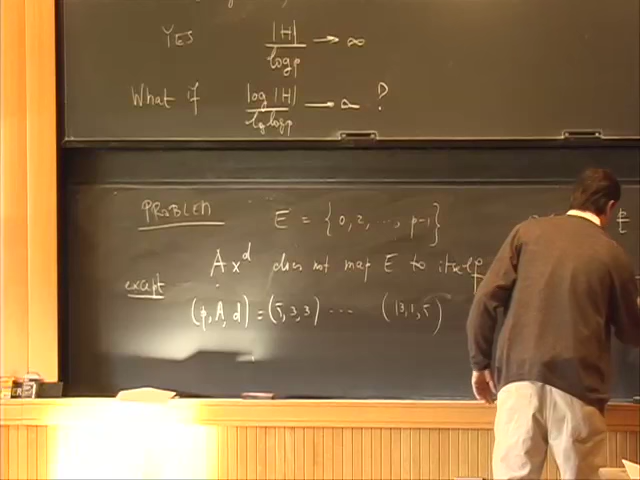 YES |H| / log p → ∞
What if log |H| / log log p → ∞ ?
PROBLEM E = { 0, 2, ..., p-1 }
A x^d does not map E to itself
except
(p, A, d) = (5, 3, 3) ... (13, 1, 5)